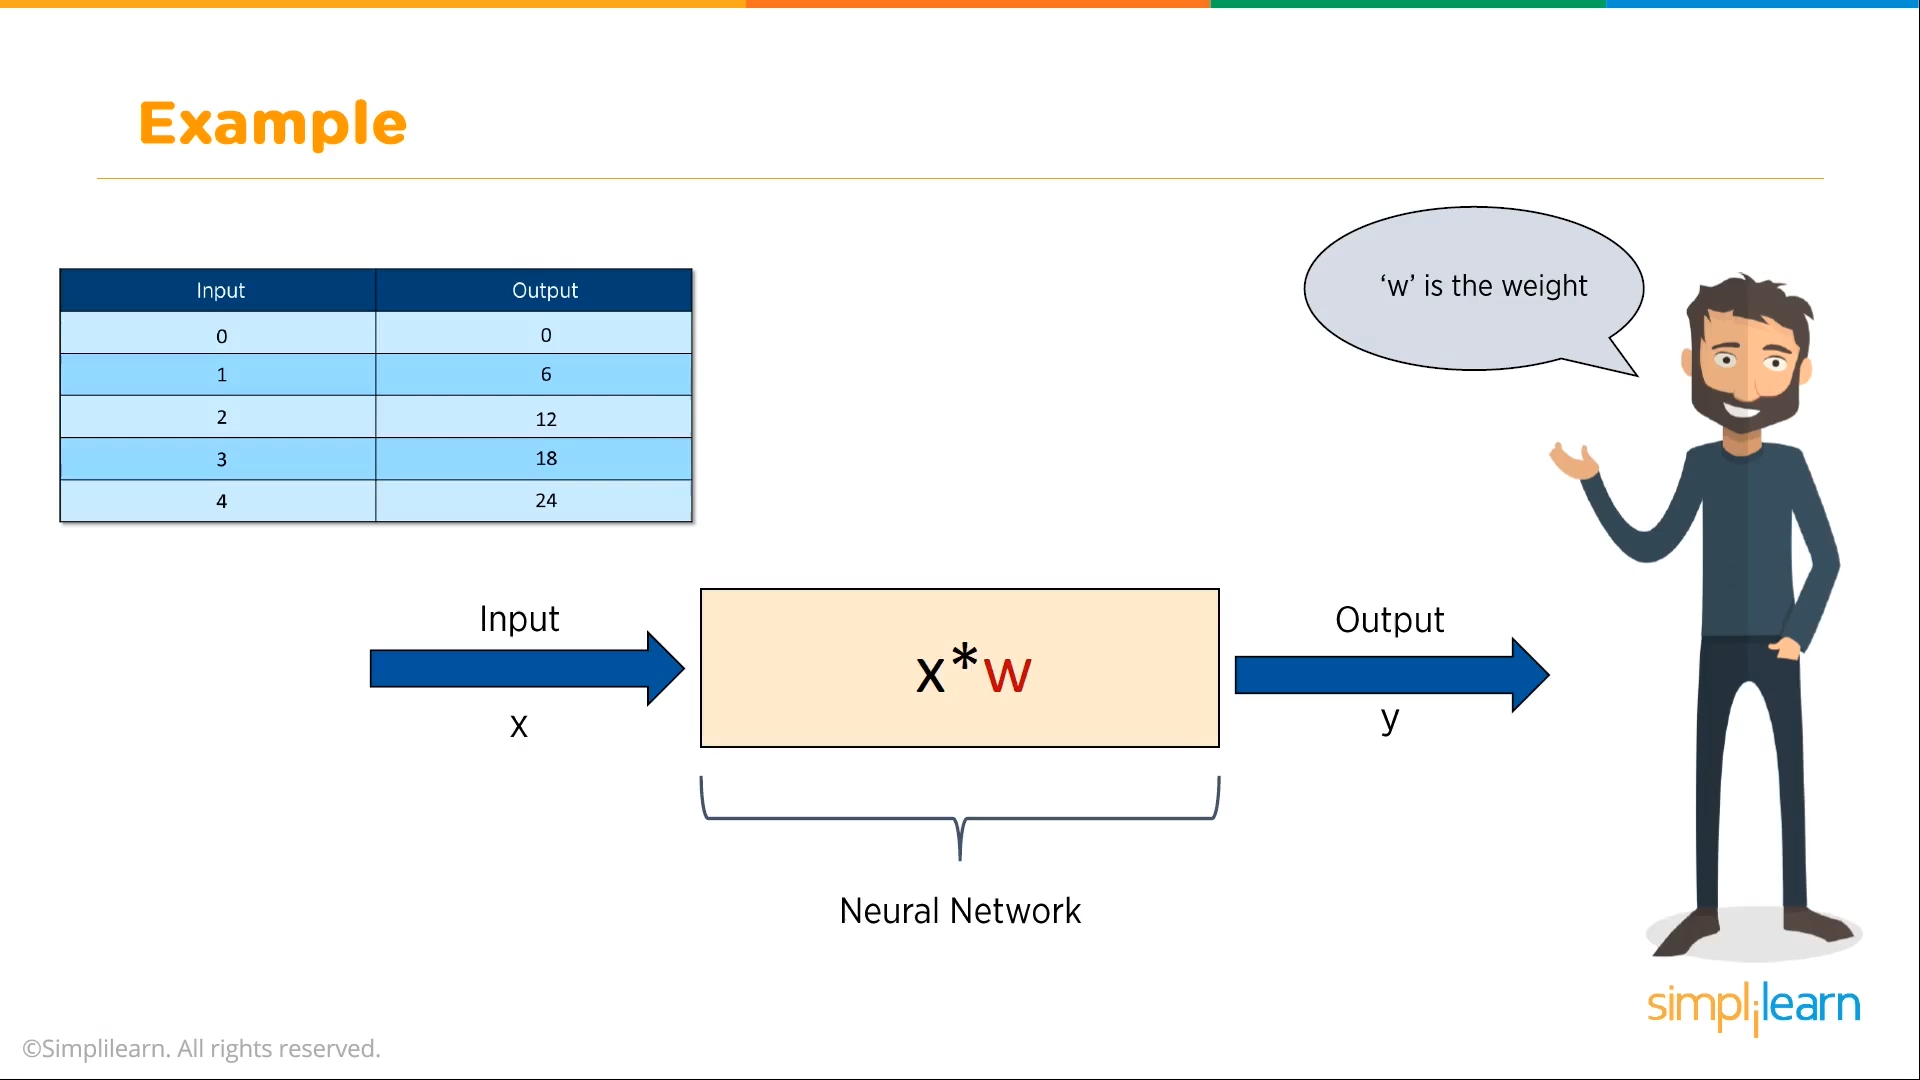 Example
‘w’ is the weight
Input Output
0 0
1 6
2 12
3 18
4 24
Input
x
x*w
Output
y
Neural Network
simplilearn
©Simplilearn. All rights reserved.